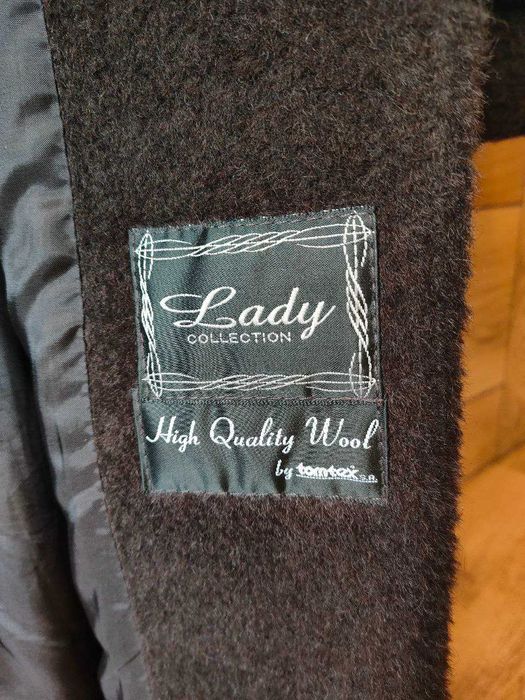 Lady
COLLECTION
High Quality Wool
by tomtex S.A.